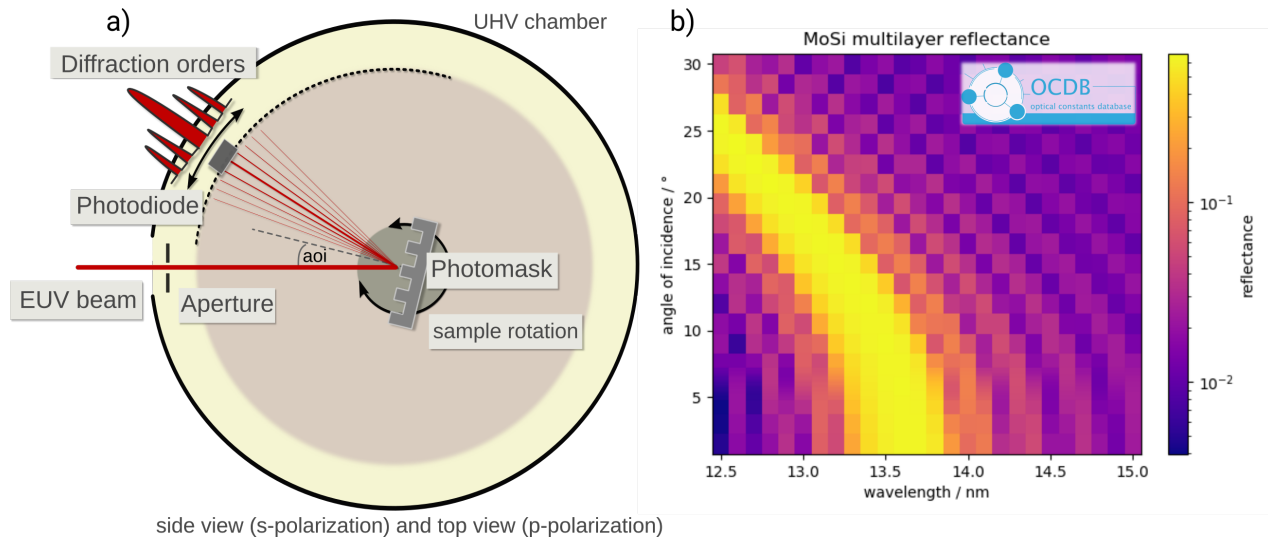 a)
UHV chamber
Diffraction orders
Photodiode
aoi
EUV beam
Aperture
Photomask
sample rotation
side view (s-polarization) and top view (p-polarization)
b)
MoSi multilayer reflectance
OCDB
optical constants database
angle of incidence / °
30
25
20
15
10
5
12.5 13.0 13.5 14.0 14.5 15.0
wavelength / nm
10⁻¹
10⁻²
reflectance